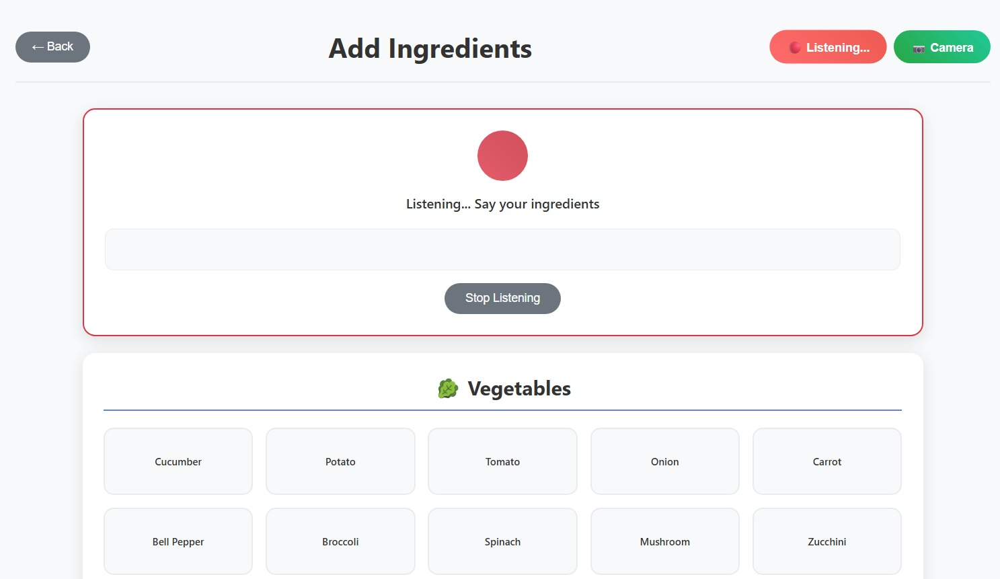 ← Back
Add Ingredients
Listening...
Camera
Listening... Say your ingredients
Stop Listening
Vegetables
Cucumber
Potato
Tomato
Onion
Carrot
Bell Pepper
Broccoli
Spinach
Mushroom
Zucchini